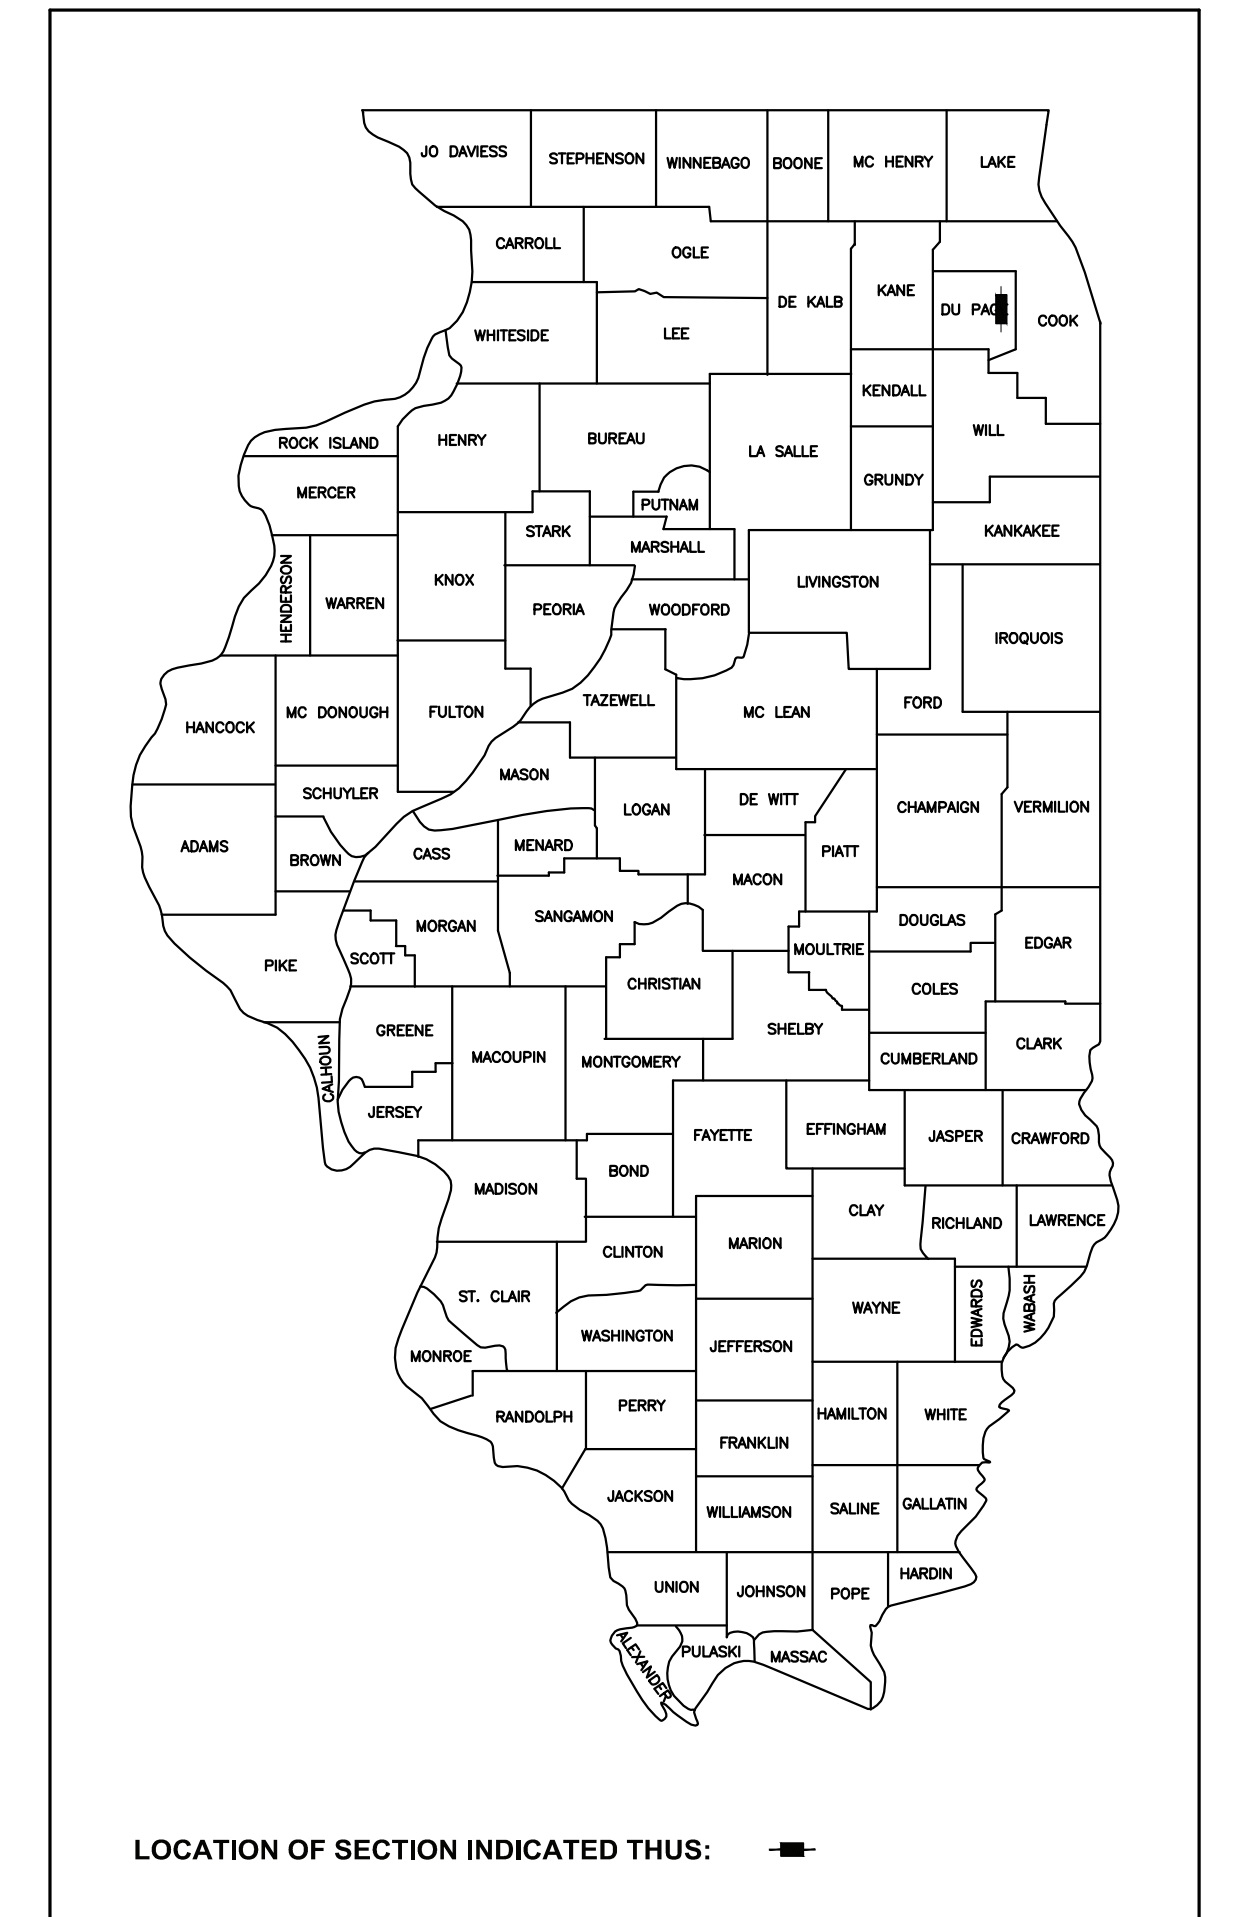 JO DAVIESS
STEPHENSON
WINNEBAGO
BOONE
MC HENRY
LAKE
CARROLL
OGLE
DE KALB
KANE
DU PAGE
COOK
WHITESIDE
LEE
KENDALL
ROCK ISLAND
HENRY
BUREAU
LA SALLE
WILL
MERCER
PUTNAM
GRUNDY
STARK
MARSHALL
KANKAKEE
HENDERSON
WARREN
KNOX
PEORIA
WOODFORD
LIVINGSTON
IROQUOIS
HANCOCK
MC DONOUGH
FULTON
TAZEWELL
MC LEAN
FORD
SCHUYLER
MASON
LOGAN
DE WITT
CHAMPAIGN
VERMILION
ADAMS
BROWN
CASS
MENARD
MACON
PIATT
PIKE
SCOTT
MORGAN
SANGAMON
CHRISTIAN
MOULTRIE
DOUGLAS
EDGAR
COLES
CALHOUN
GREENE
MACOUPIN
MONTGOMERY
SHELBY
CUMBERLAND
CLARK
JERSEY
FAYETTE
EFFINGHAM
JASPER
CRAWFORD
MADISON
BOND
CLAY
RICHLAND
LAWRENCE
CLINTON
MARION
ST. CLAIR
WAYNE
EDWARDS
WABASH
WASHINGTON
JEFFERSON
MONROE
RANDOLPH
PERRY
HAMILTON
WHITE
FRANKLIN
JACKSON
WILLIAMSON
SALINE
GALLATIN
UNION
JOHNSON
POPE
HARDIN
ALEXANDER
PULASKI
MASSAC
LOCATION OF SECTION INDICATED THUS: